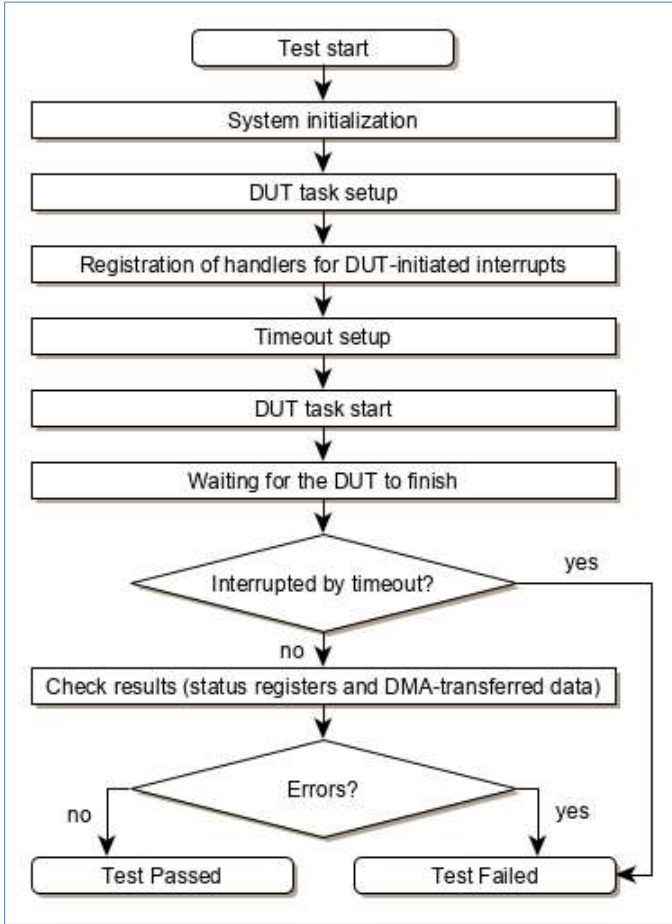 Test start
System initialization
DUT task setup
Registration of handlers for DUT-initiated interrupts
Timeout setup
DUT task start
Waiting for the DUT to finish
Interrupted by timeout?
yes
no
Check results (status registers and DMA-transferred data)
Errors?
no
yes
Test Passed
Test Failed